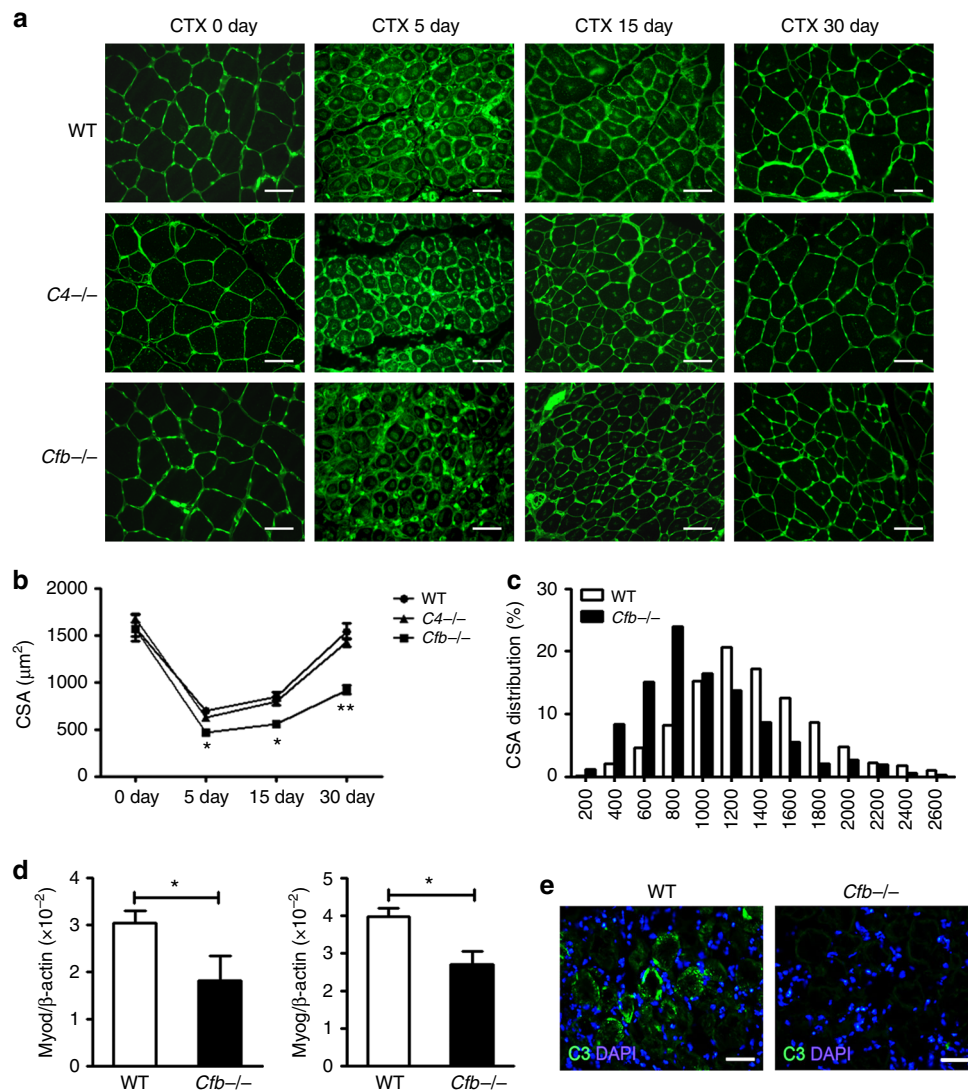 a
CTX 0 day CTX 5 day CTX 15 day CTX 30 day
WT
C4–/–
Cfb–/–
b
2000
1500
1000
500
0
CSA (μm²)
0 day 5 day 15 day 30 day
WT
C4–/–
Cfb–/–
* * **
c
30
20
10
0
CSA distribution (%)
WT
Cfb–/–
200 400 600 800 1000 1200 1400 1600 1800 2000 2200 2400 2600
d
Myod/β-actin (×10⁻²)
4
3
2
1
0
*
WT Cfb–/–
Myog/β-actin (×10⁻²)
5
4
3
2
1
0
*
WT Cfb–/–
e
WT Cfb–/–
C3 DAPI C3 DAPI